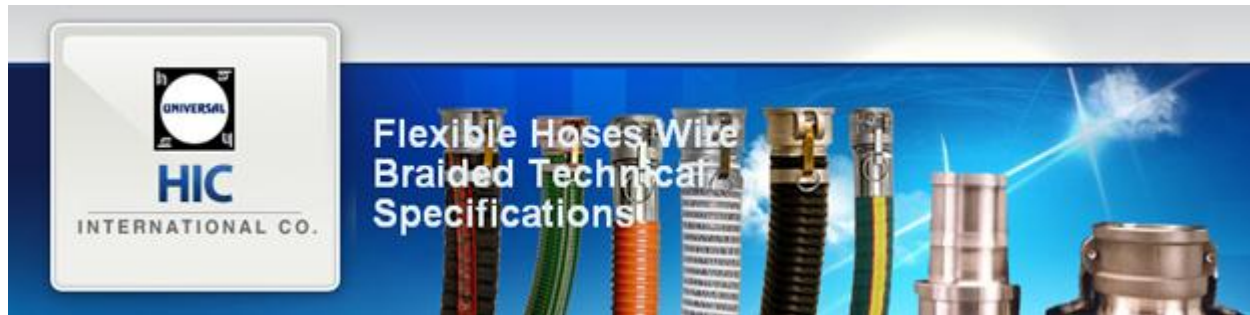 UNIVERSAL
HIC
INTERNATIONAL CO.
Flexible Hoses Wire
Braided Technical
Specifications